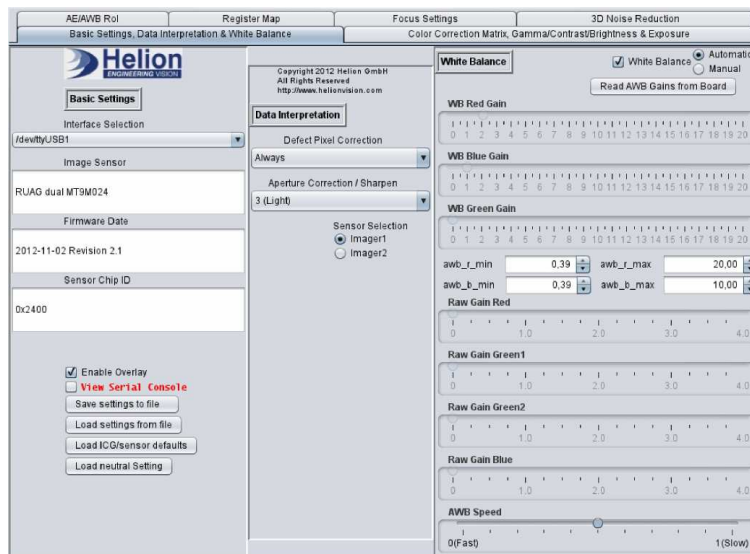 AE/AWB RoI
Register Map
Focus Settings
3D Noise Reduction
Basic Settings, Data Interpretation & White Balance
Color Correction Matrix, Gamma/Contrast/Brightness & Exposure
Helion
ENGINEERING VISION
Basic Settings
Interface Selection
/dev/ttyUSB1
Image Sensor
RUAG dual MT9M024
Firmware Date
2012-11-02 Revision 2.1
Sensor Chip ID
0x2400
Enable Overlay
View Serial Console
Save settings to file
Load settings from file
Load ICG/sensor defaults
Load neutral Setting
Copyright 2012 Helion GmbH
All Rights Reserved
http://www.helionvision.com
Data Interpretation
Defect Pixel Correction
Always
Aperture Correction / Sharpen
3 (Light)
Sensor Selection
Imager1
Imager2
White Balance
White Balance
Automatic
Manual
Read AWB Gains from Board
WB Red Gain
0 1 2 3 4 5 6 7 8 9 10 11 12 13 14 15 16 17 18 19 20
WB Blue Gain
0 1 2 3 4 5 6 7 8 9 10 11 12 13 14 15 16 17 18 19 20
WB Green Gain
0 1 2 3 4 5 6 7 8 9 10 11 12 13 14 15 16 17 18 19 20
awb_r_min 0,39 awb_r_max 20,00
awb_b_min 0,39 awb_b_max 10,00
Raw Gain Red
0 1.0 2.0 3.0 4.0
Raw Gain Green1
0 1.0 2.0 3.0 4.0
Raw Gain Green2
0 1.0 2.0 3.0 4.0
Raw Gain Blue
0 1.0 2.0 3.0 4.0
AWB Speed
0(Fast) 1(Slow)